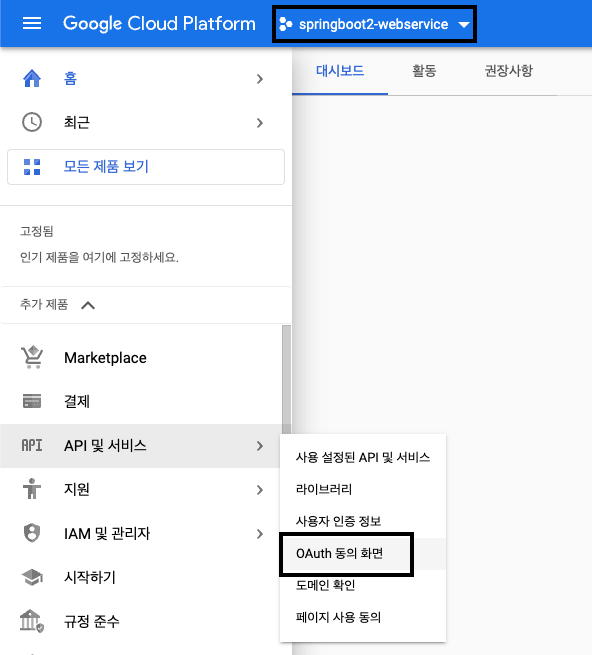 Google Cloud Platform
springboot2-webservice
홈
최근
모든 제품 보기
고정됨
인기 제품을 여기에 고정하세요.
추가 제품
Marketplace
결제
API API 및 서비스
지원
IAM 및 관리자
시작하기
규정 준수
대시보드
활동
권장사항
사용 설정된 API 및 서비스
라이브러리
사용자 인증 정보
OAuth 동의 화면
도메인 확인
페이지 사용 동의